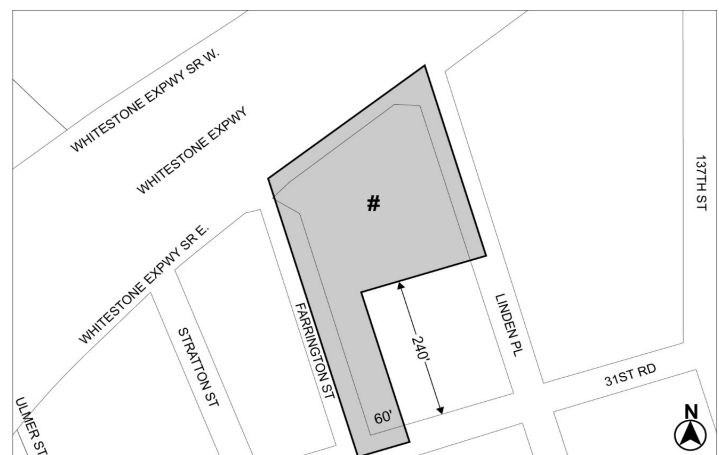 WHITESTONE EXPWY SR W.
WHITESTONE EXPWY
137TH ST
#
WHITESTONE EXPWY SR E.
FARRINGTON ST
LINDEN PL
STRATTON ST
240'
31ST RD
ULMER ST
60'
N